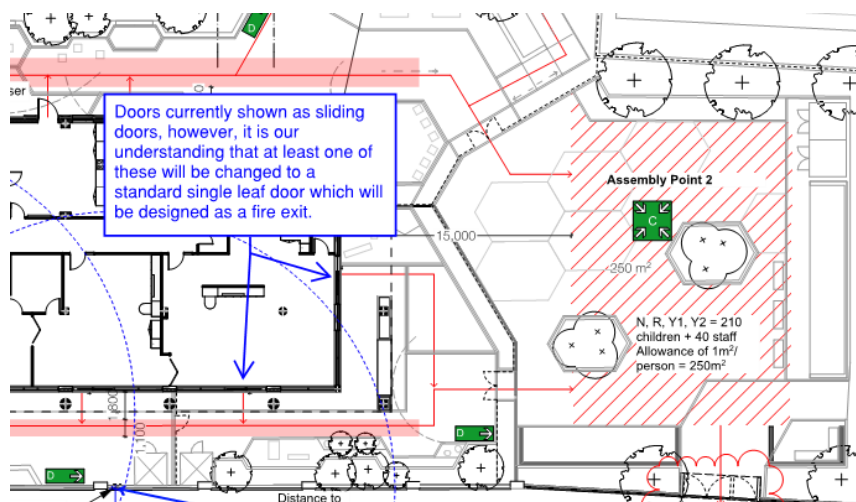 D
ser
Doors currently shown as sliding
doors, however, it is our
understanding that at least one of
these will be changed to a
standard single leaf door which will
be designed as a fire exit.
Assembly Point 2
C
15,000
250 m²
N, R, Y1, Y2 = 210
children + 40 staff
Allowance of 1m²/
person = 250m²
1,800
1,100
D
D
Distance to